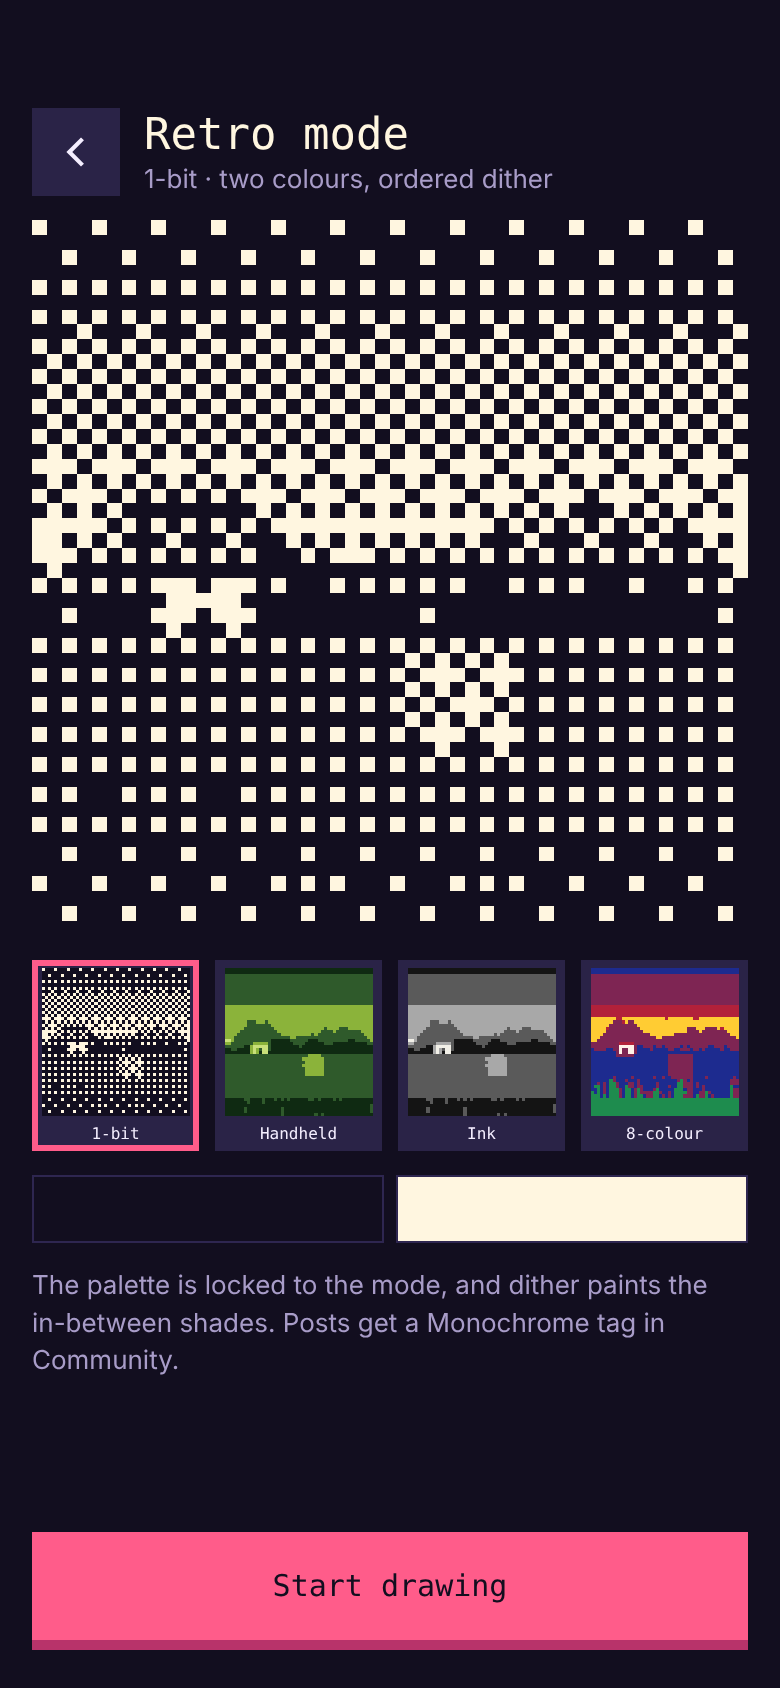 Retro mode
1-bit · two colours, ordered dither
1-bit
Handheld
Ink
8-colour
The palette is locked to the mode, and dither paints the
in-between shades. Posts get a Monochrome tag in
Community.
Start drawing